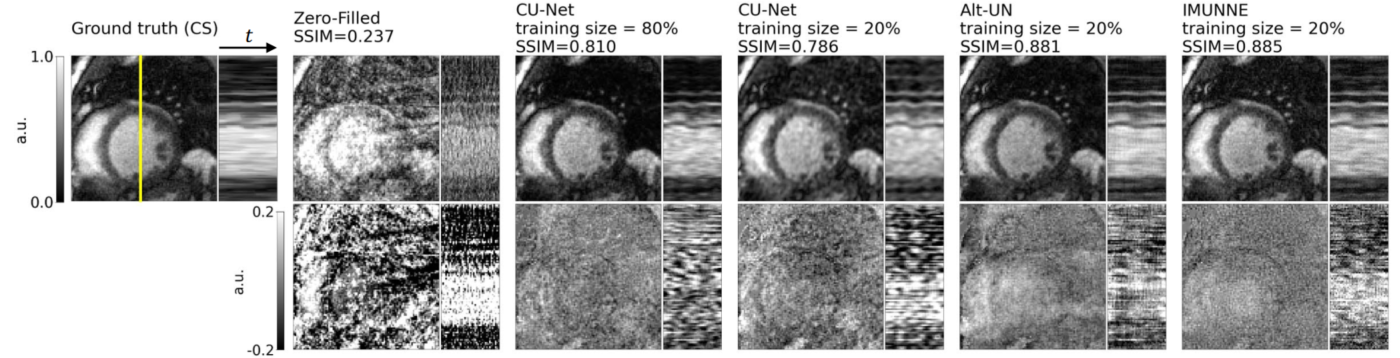 Ground truth (CS)
t
Zero-Filled
SSIM=0.237
CU-Net
training size = 80%
SSIM=0.810
CU-Net
training size = 20%
SSIM=0.786
Alt-UN
training size = 20%
SSIM=0.881
IMUNNE
training size = 20%
SSIM=0.885
1.0
a.u.
0.0
0.2
a.u.
-0.2